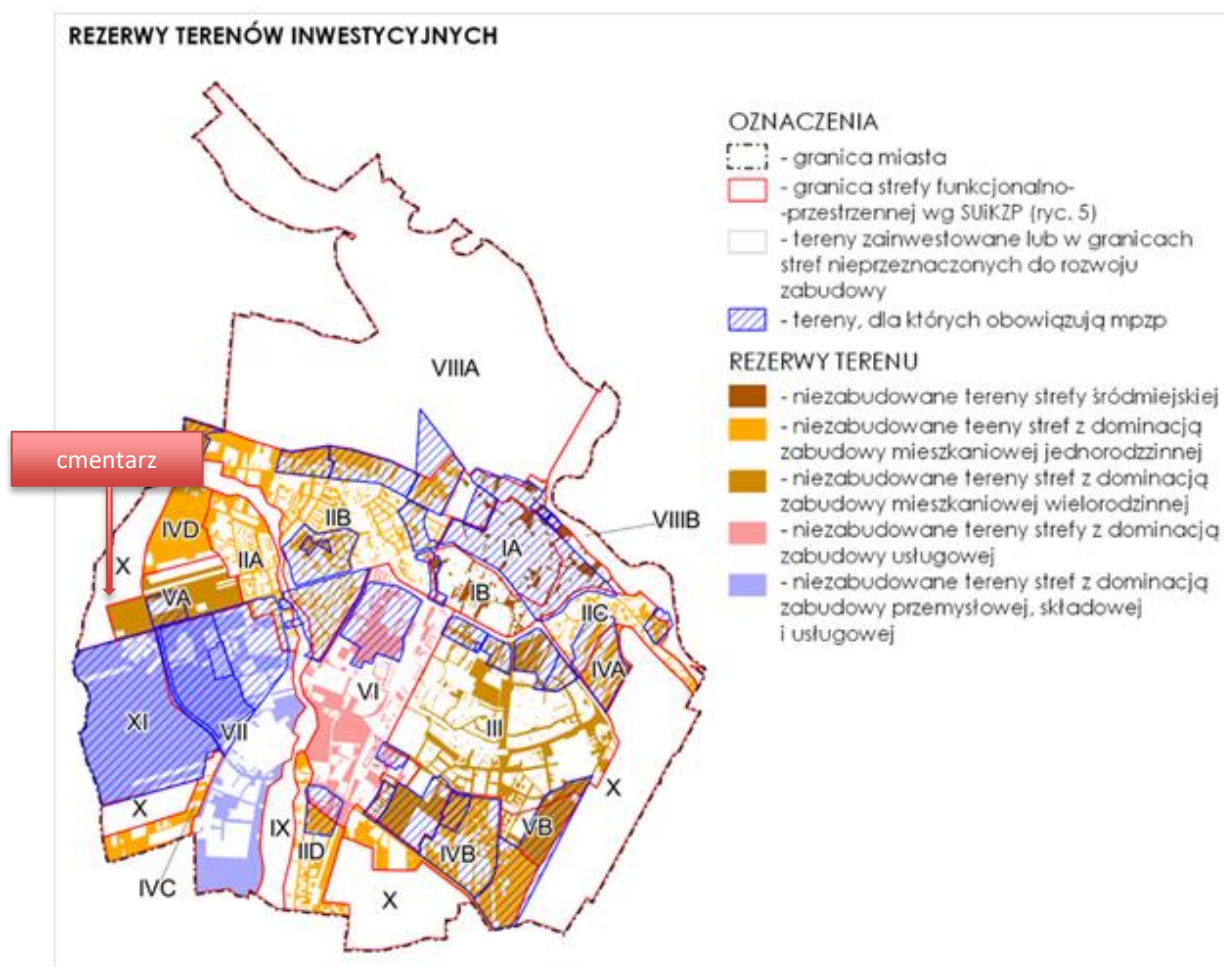 REZERWY TERENÓW INWESTYCYJNYCH
OZNACZENIA
- granica miasta
- granica strefy funkcjonalno-
-przestrzennej wg SUiKZP (ryc. 5)
- tereny zainwestowane lub w granicach
stref nieprzeznaczonych do rozwoju
zabudowy
- tereny, dla których obowiązują mpzp
REZERWY TERENU
- niezabudowane tereny strefy śródmiejskiej
- niezabudowane teeny stref z dominacją
zabudowy mieszkaniowej jednorodzinnej
- niezabudowane tereny stref z dominacją
zabudowy mieszkaniowej wielorodzinnej
- niezabudowane tereny strefy z dominacją
zabudowy usługowej
- niezabudowane tereny stref z dominacją
zabudowy przemysłowej, składowej
i usługowej
VIIIA
cmentarz
VIIIB
IVD
IIB
IA
X
IIA
VA
IB
IIC
IVA
VI
XI
VII
III
X
X
IX
VB
IID
IVB
IVC
X